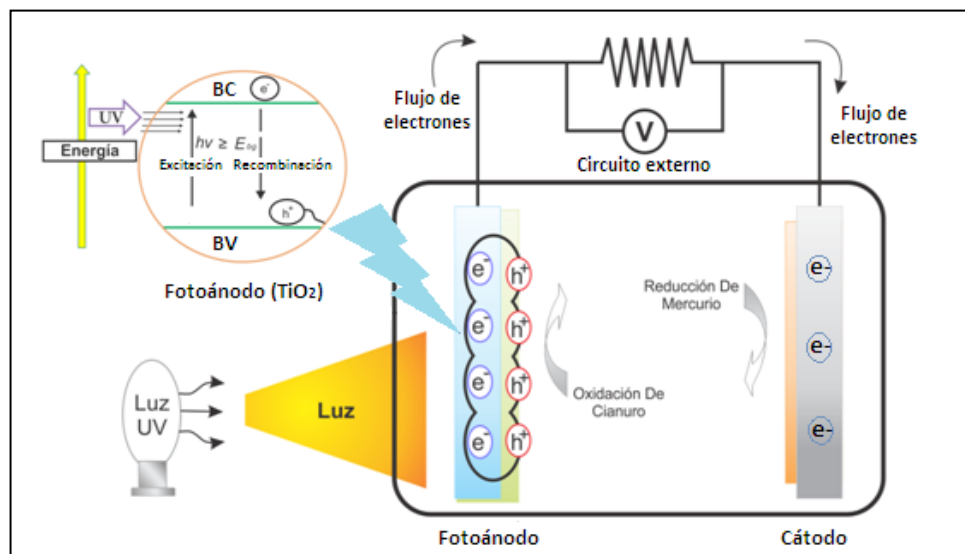 BC
e-
UV
Energía
hv ≥ Ebg
Excitación
Recombinación
h+
BV
Fotoánodo (TiO2)
Flujo de
electrones
V
Circuito externo
Flujo de
electrones
e- h+
e- h+
e- h+
e- h+
Oxidación De
Cianuro
Reducción De
Mercurio
e-
e-
e-
Luz
UV
Luz
Fotoánodo
Cátodo